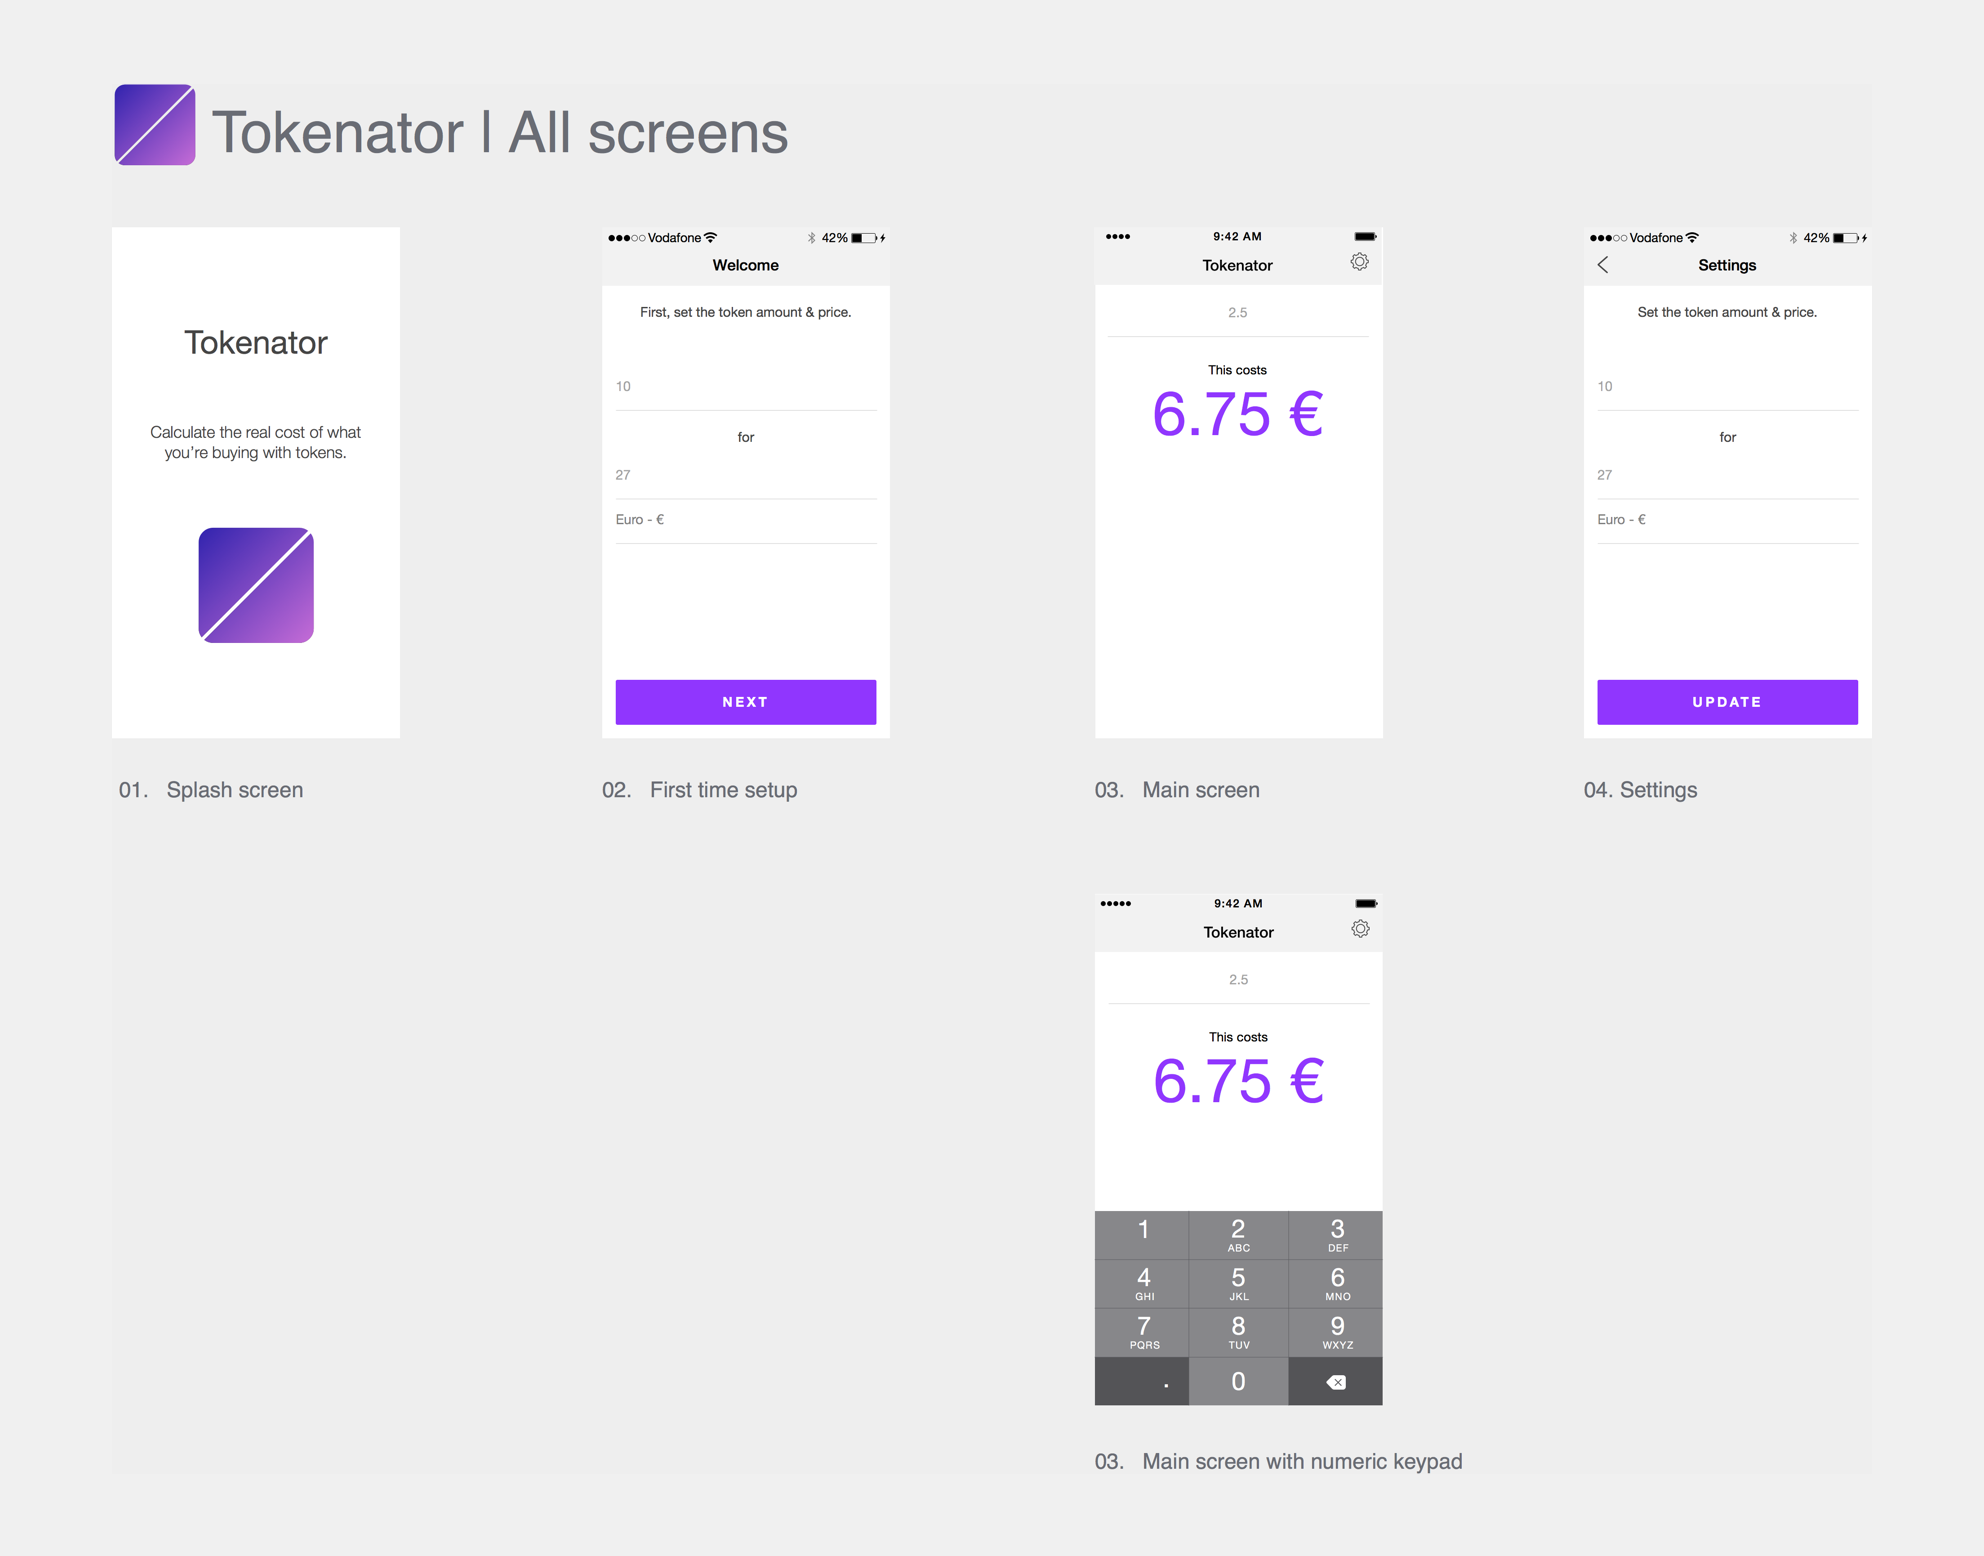 Tokenator | All screens
Tokenator
Calculate the real cost of what
you're buying with tokens.
01. Splash screen
Vodafone 42%
Welcome
First, set the token amount & price.
10
for
27
Euro - €
NEXT
02. First time setup
9:42 AM
Tokenator
2.5
This costs
6.75 €
03. Main screen
Vodafone 42%
Settings
Set the token amount & price.
10
for
27
Euro - €
UPDATE
04. Settings
9:42 AM
Tokenator
2.5
This costs
6.75 €
1 2 3
ABC DEF
4 5 6
GHI JKL MNO
7 8 9
PQRS TUV WXYZ
. 0
03. Main screen with numeric keypad